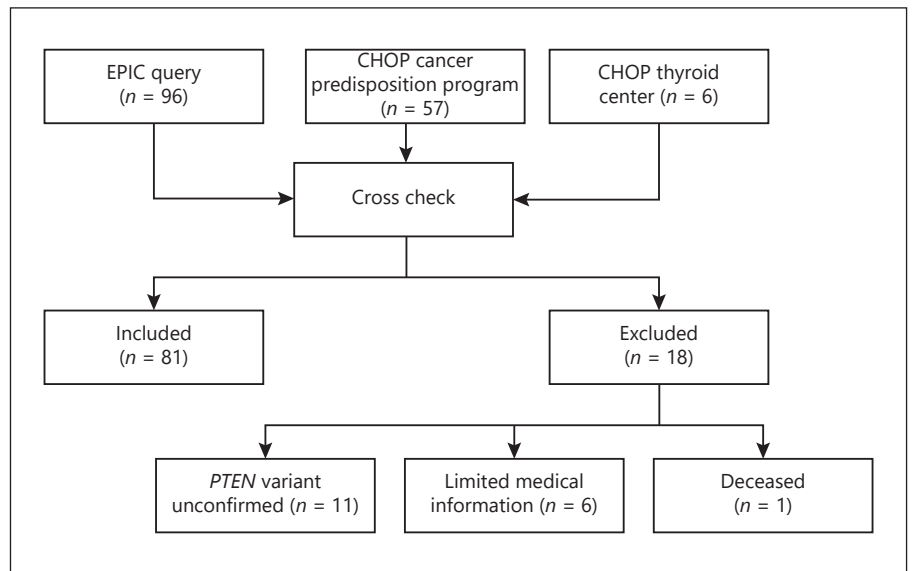 EPIC query
(n = 96)
CHOP cancer
predisposition program
(n = 57)
CHOP thyroid
center (n = 6)
Cross check
Included
(n = 81)
Excluded
(n = 18)
PTEN variant
unconfirmed (n = 11)
Limited medical
information (n = 6)
Deceased
(n = 1)